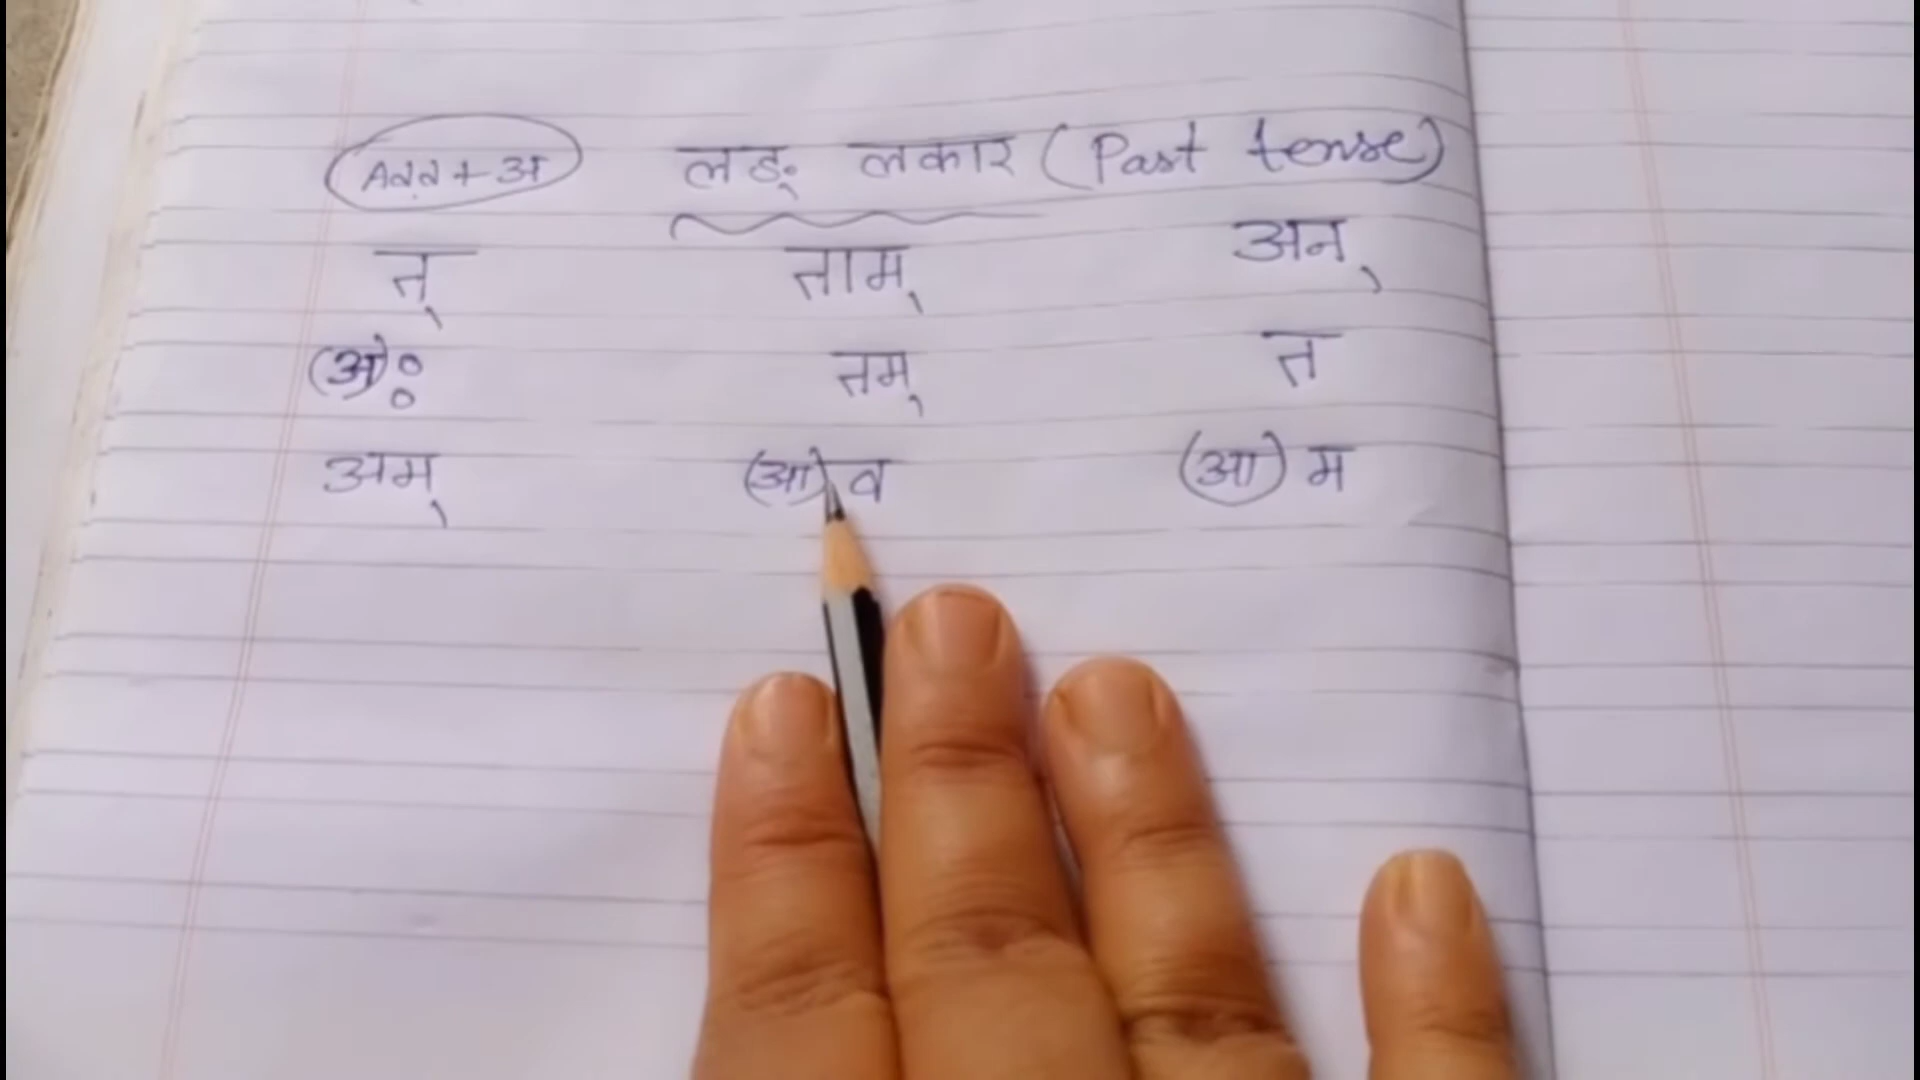 Add + अ लङ् लकार (Past tense)
त् ताम् अन्
(अ)ः तम् त
अम् (आ) व (आ) म